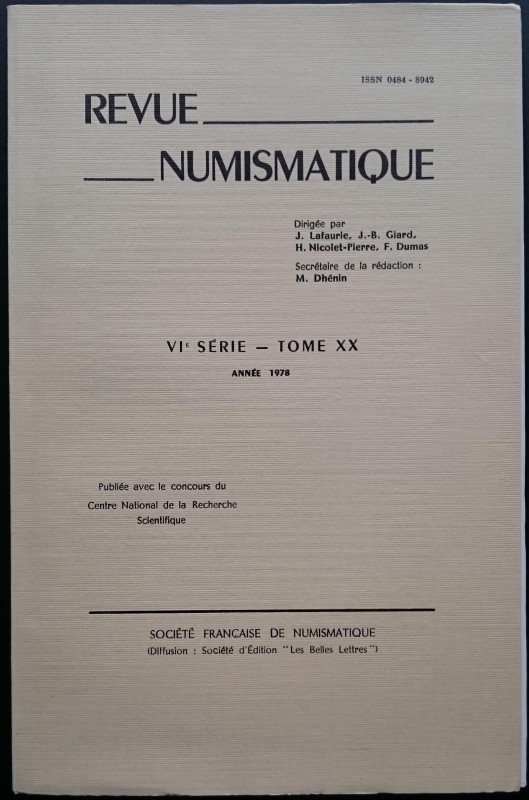 ISSN 0484 - 8942
REVUE
NUMISMATIQUE
Dirigée par
J. Lafaurie, J.-B. Giard,
H. Nicolet-Pierre, F. Dumas
Secrétaire de la rédaction :
M. Dhénin
VIᵉ SÉRIE — TOME XX
ANNÉE 1978
Publiée avec le concours du
Centre National de la Recherche
Scientifique
SOCIÉTÉ FRANCAISE DE NUMISMATIQUE
(Diffusion : Société d'Édition "Les Belles Lettres")